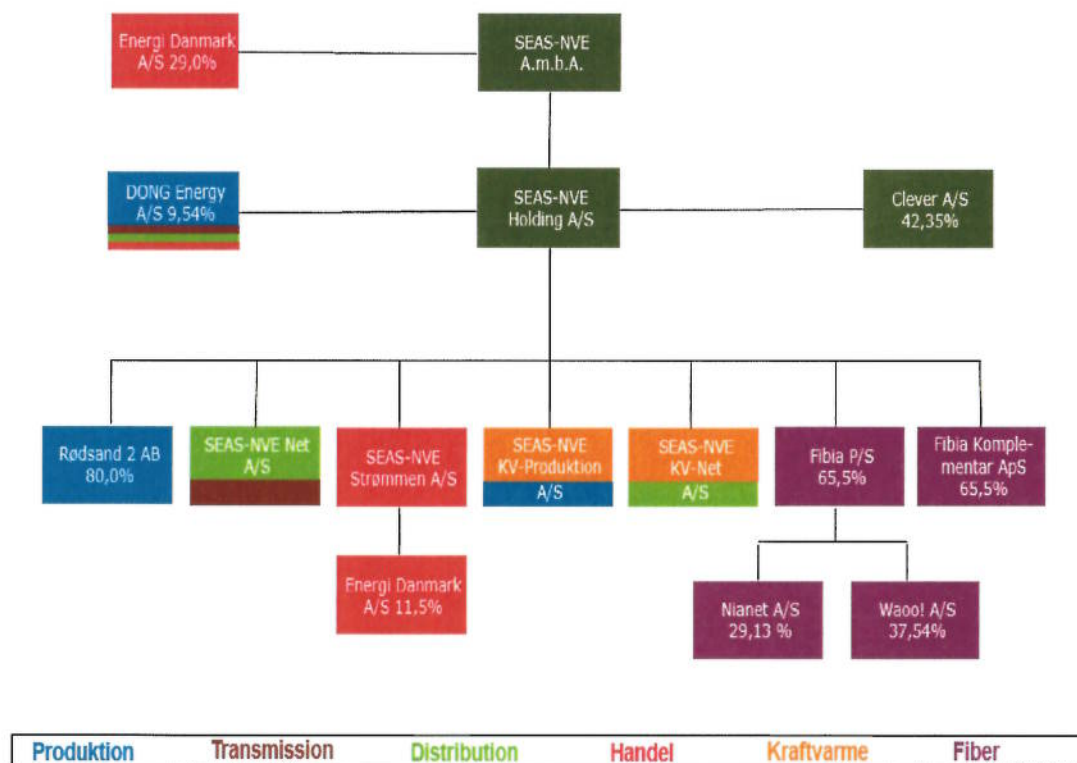 Energi Danmark
A/S 29,0%
SEAS-NVE
A.m.b.A.
DONG Energy
A/S 9,54%
SEAS-NVE
Holding A/S
Clever A/S
42,35%
Rødsand 2 AB
80,0%
SEAS-NVE Net
A/S
SEAS-NVE
Strømmen A/S
SEAS-NVE
KV-Produktion
A/S
SEAS-NVE
KV-Net
A/S
Fibia P/S
65,5%
Fibia Komple-
mentar ApS
65,5%
Energi Danmark
A/S 11,5%
Nianet A/S
29,13 %
Waoo! A/S
37,54%
Produktion Transmission Distribution Handel Kraftvarme Fiber